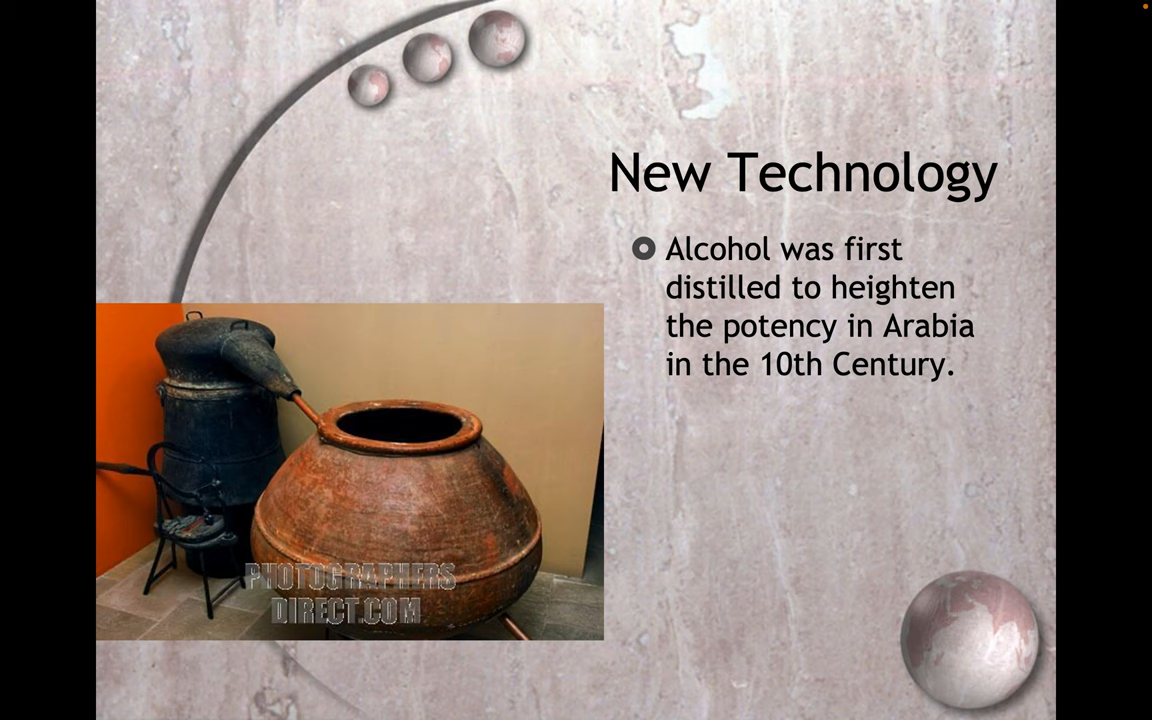 New Technology
Alcohol was first
distilled to heighten
the potency in Arabia
in the 10th Century.
PHOTOGRAPHERS
DIRECT.COM